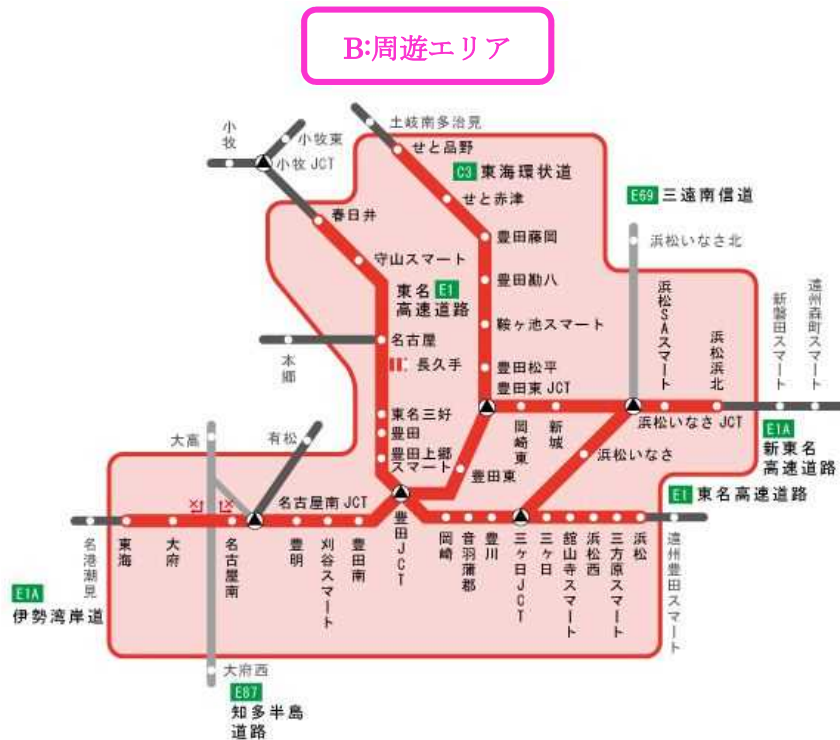 B:周遊エリア
小牧
小牧東
小牧JCT
土岐南多治見
せと品野
C3 東海環状道
せと赤津
E69 三遠南信道
春日井
豊田藤岡
浜松いなさ北
守山スマート
豊田勘八
東名 E1
高速道路
浜松SAスマート
浜松浜北
新磐田スマート
遠州森町スマート
鞍ヶ池スマート
名古屋
本郷
長久手
豊田松平
豊田東JCT
東名三好
岡崎東
新城
浜松いなさJCT
E1A
新東名
高速道路
大高
有松
豊田
豊田上郷
スマート
浜松いなさ
豊田東
E1 東名高速道路
名古屋南JCT
名港潮見
東海
大府
名古屋南
豊明
刈谷スマート
豊田南
豊田JCT
岡崎
音羽蒲郡
豊川
三ヶ日JCT
三ヶ日
舘山寺スマート
浜松西
三方原スマート
浜松
遠州豊田スマート
E1A
伊勢湾岸道
大府西
E87
知多半島
道路